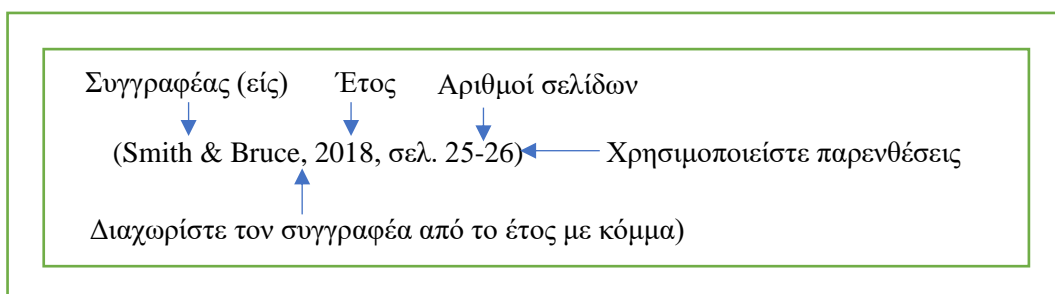 Συγγραφέας (είς) Έτος Αριθμοί σελίδων
(Smith & Bruce, 2018, σελ. 25-26) Χρησιμοποιείστε παρενθέσεις
Διαχωρίστε τον συγγραφέα από το έτος με κόμμα)